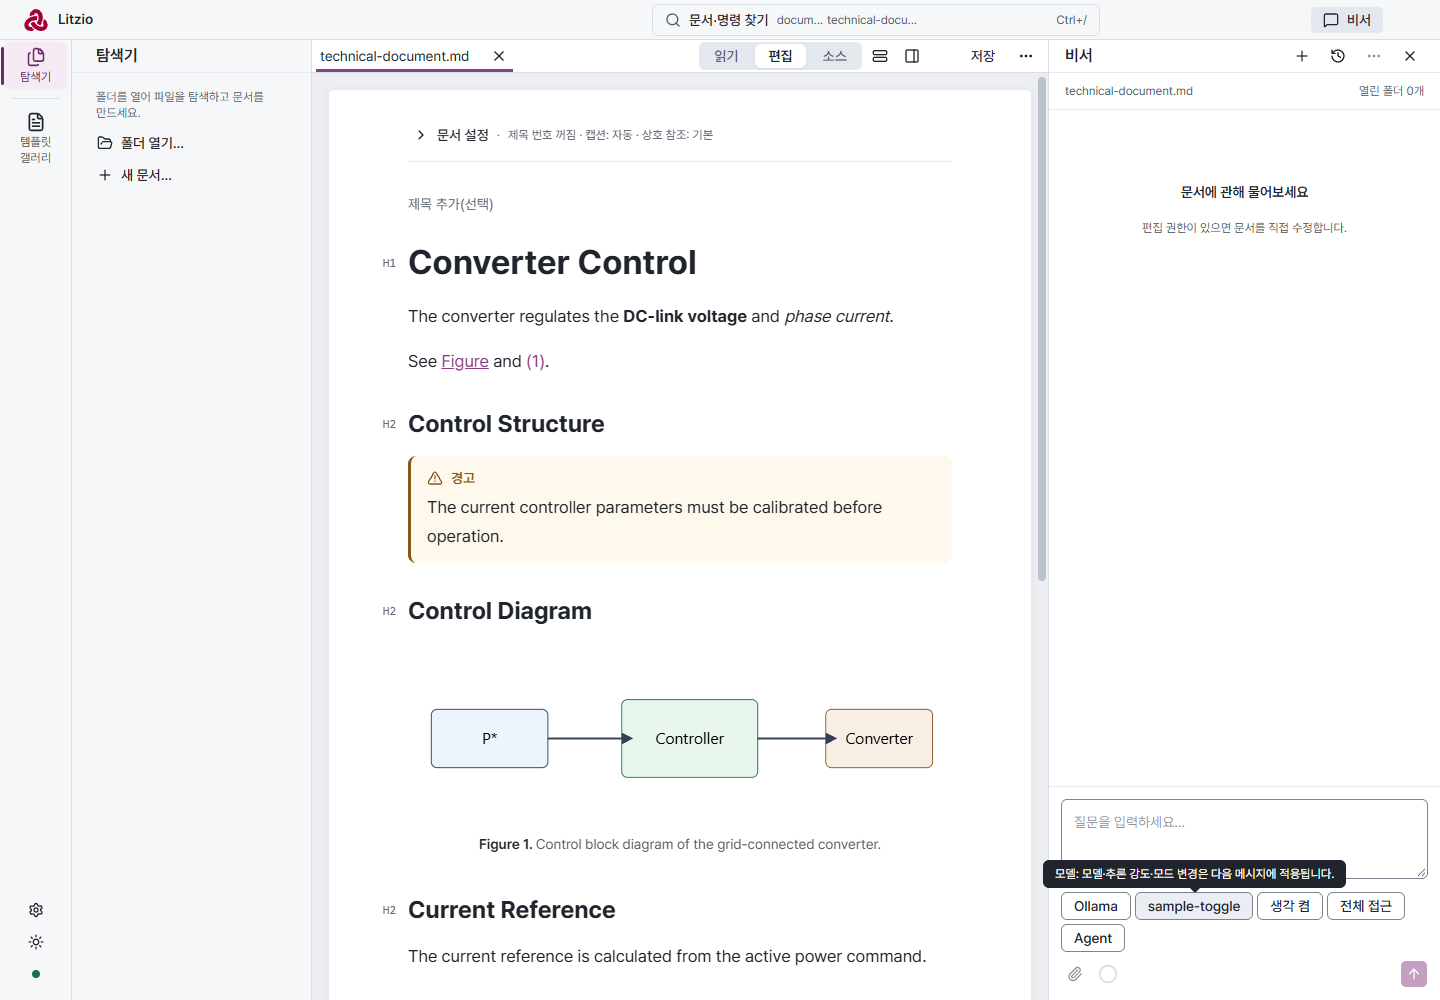 Litzio
문서·명령 찾기 docum... technical-docu... Ctrl+/
비서
탐색기
템플릿
갤러리
탐색기
폴더를 열어 파일을 탐색하고 문서를
만드세요.
폴더 열기...
새 문서...
technical-document.md
읽기 편집 소스
저장
문서 설정 · 제목 번호 꺼짐 · 캡션: 자동 · 상호 참조: 기본
제목 추가(선택)
H1 Converter Control
The converter regulates the DC-link voltage and phase current.
See Figure and (1).
H2 Control Structure
경고
The current controller parameters must be calibrated before
operation.
H2 Control Diagram
P* Controller Converter
Figure 1. Control block diagram of the grid-connected converter.
H2 Current Reference
The current reference is calculated from the active power command.
비서
technical-document.md 열린 폴더 0개
문서에 관해 물어보세요
편집 권한이 있으면 문서를 직접 수정합니다.
질문을 입력하세요...
모델: 모델·추론 강도·모드 변경은 다음 메시지에 적용됩니다.
Ollama sample-toggle 생각 켬 전체 접근
Agent